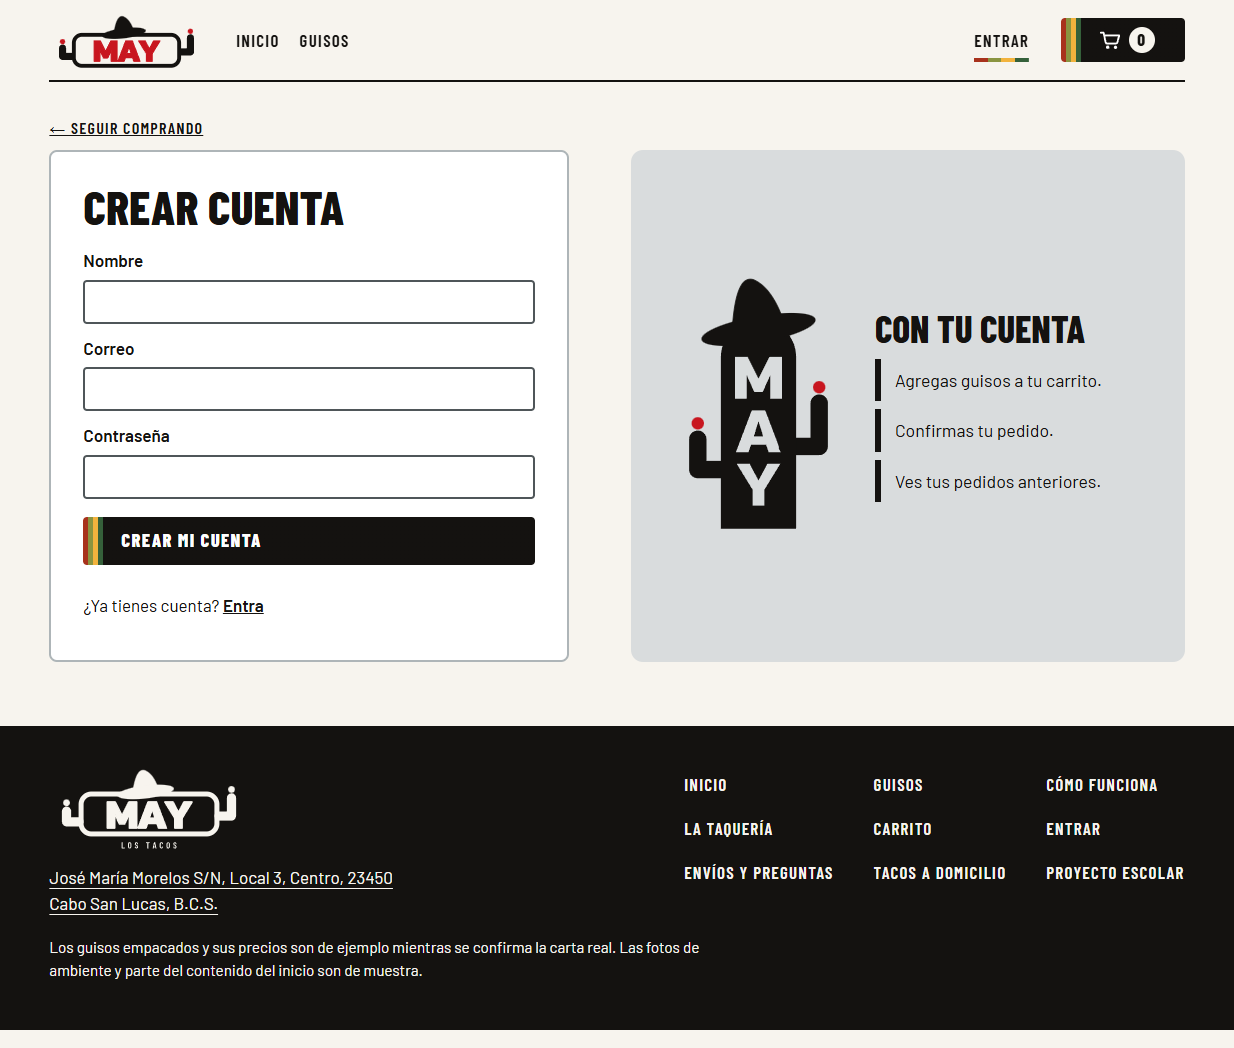 MAY
INICIO
GUISOS
ENTRAR
0
← SEGUIR COMPRANDO
CREAR CUENTA
Nombre
Correo
Contraseña
CREAR MI CUENTA
¿Ya tienes cuenta? Entra
MAY
CON TU CUENTA
Agregas guisos a tu carrito.
Confirmas tu pedido.
Ves tus pedidos anteriores.
MAY
LOS TACOS
José María Morelos S/N, Local 3, Centro, 23450
Cabo San Lucas, B.C.S.
Los guisos empacados y sus precios son de ejemplo mientras se confirma la carta real. Las fotos de
ambiente y parte del contenido del inicio son de muestra.
INICIO
GUISOS
CÓMO FUNCIONA
LA TAQUERÍA
CARRITO
ENTRAR
ENVÍOS Y PREGUNTAS
TACOS A DOMICILIO
PROYECTO ESCOLAR